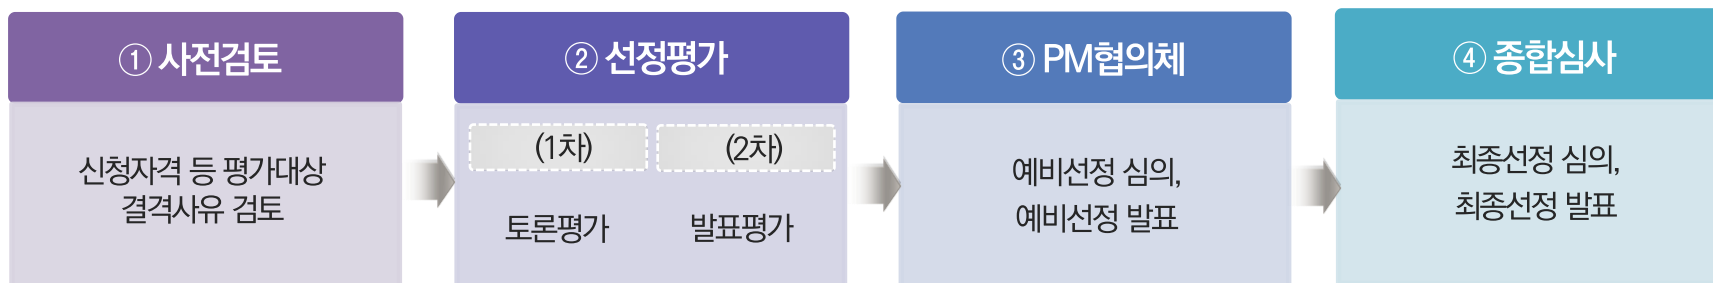 ① 사전검토
신청자격 등 평가대상
결격사유 검토
② 선정평가
(1차)
(2차)
토론평가
발표평가
③ PM협의체
예비선정 심의,
예비선정 발표
④ 종합심사
최종선정 심의,
최종선정 발표